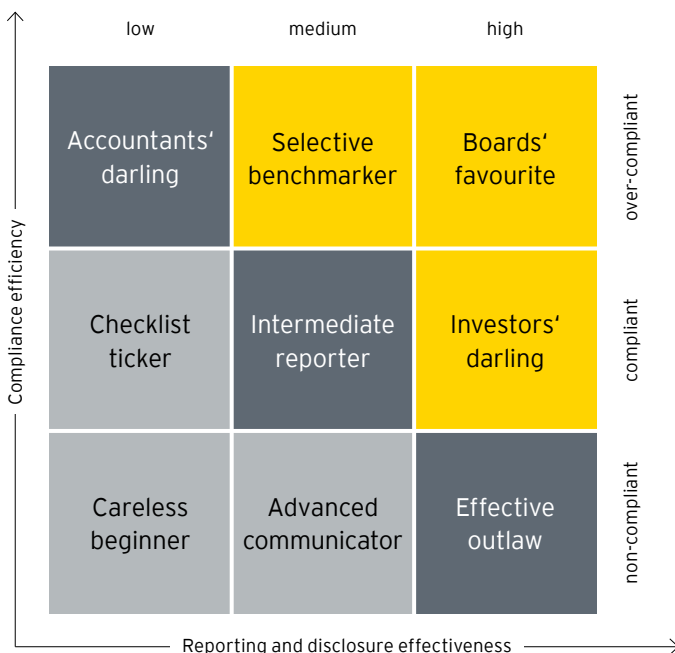 low
medium
high
Accountants‘
darling
Selective
benchmarker
Boards‘
favourite
over-compliant
Checklist
ticker
Intermediate
reporter
Investors‘
darling
compliant
Careless
beginner
Advanced
communicator
Effective
outlaw
non-compliant
Compliance efficiency
Reporting and disclosure effectiveness